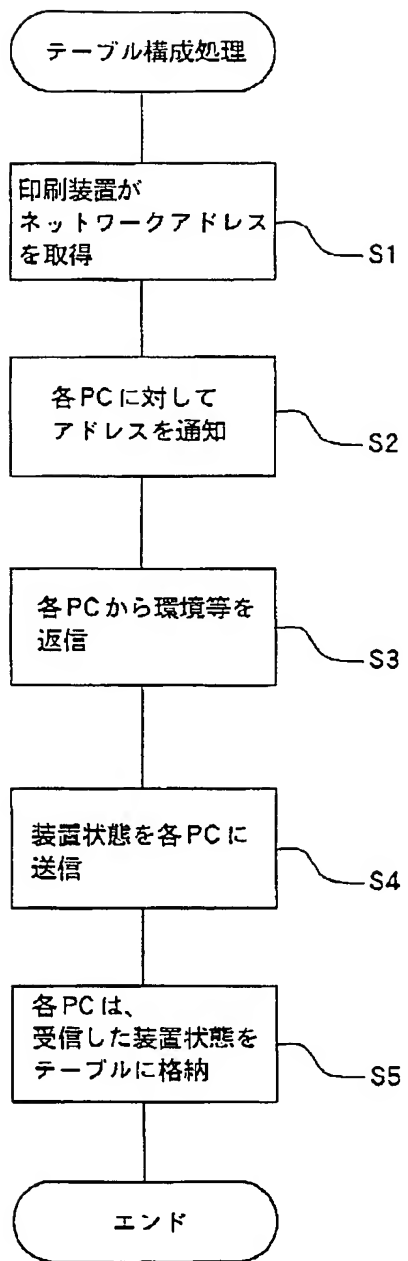 テーブル構成処理
印刷装置が
ネットワークアドレス
を取得
S1
各PCに対して
アドレスを通知
S2
各PCから環境等を
返信
S3
装置状態を各PCに
送信
S4
各PCは、
受信した装置状態を
テーブルに格納
S5
エンド